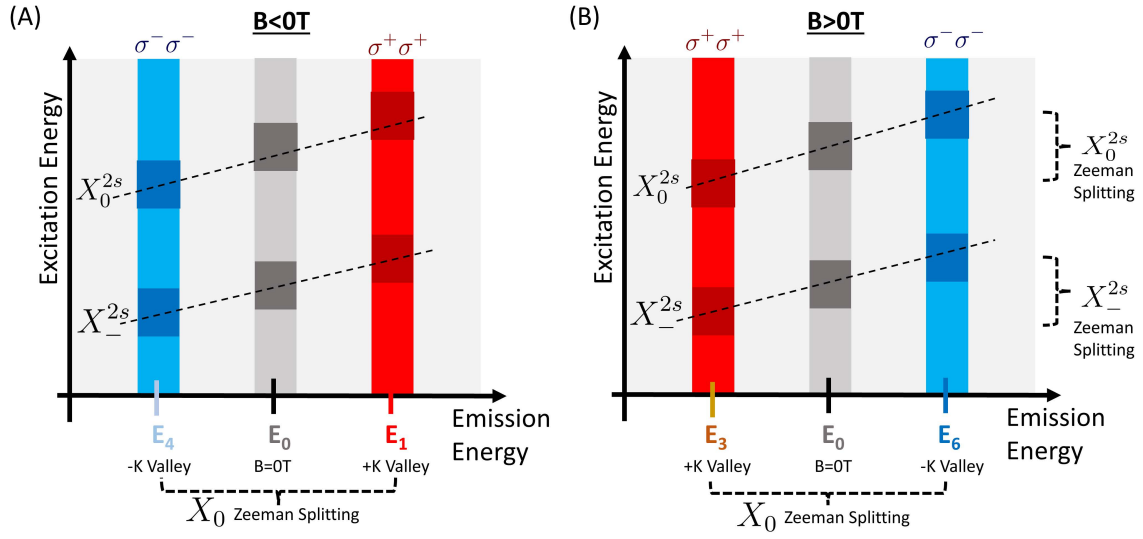 (A)
B<0T
σ⁻σ⁻
σ⁺σ⁺
Excitation Energy
X₀²ˢ
X₋²ˢ
E₄
E₀
E₁
Emission
Energy
-K Valley
B=0T
+K Valley
X₀ Zeeman Splitting
(B)
B>0T
σ⁺σ⁺
σ⁻σ⁻
Excitation Energy
X₀²ˢ
X₋²ˢ
X₀²ˢ
Zeeman
Splitting
X₋²ˢ
Zeeman
Splitting
E₃
E₀
E₆
Emission
Energy
+K Valley
B=0T
-K Valley
X₀ Zeeman Splitting